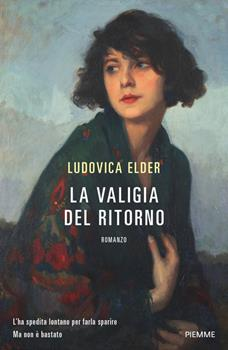 LUDOVICA ELDER
LA VALIGIA
DEL RITORNO
ROMANZO
L'ha spedita lontano per farla sparire
Ma non è bastato
PIEMME